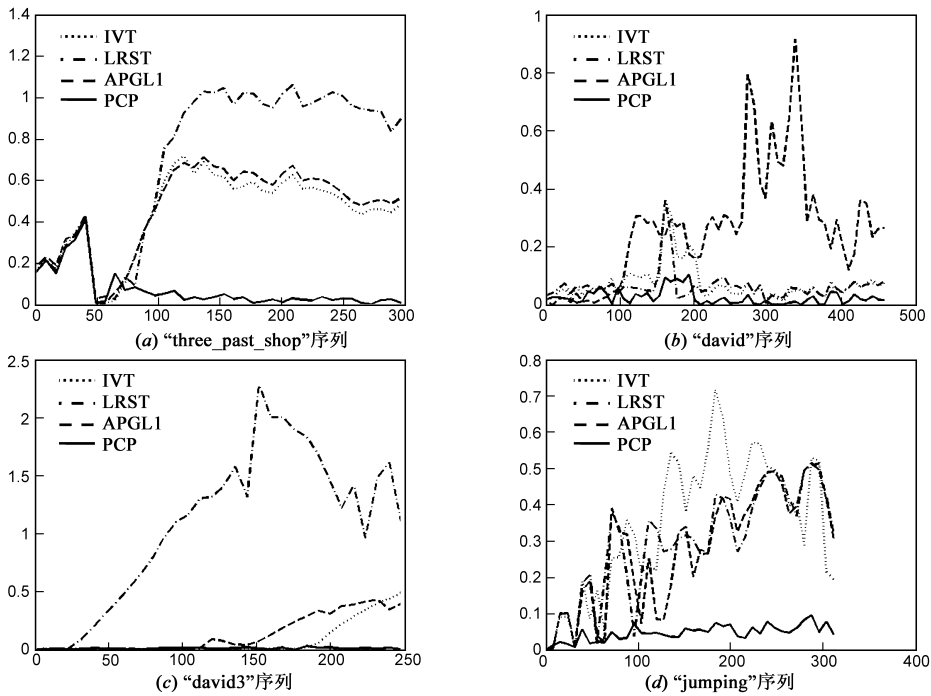 1.4
1.2
1
0.8
0.6
0.4
0.2
0
0 50 100 150 200 250 300
IVT
LRST
APGL1
PCP
(a) “three_past_shop”序列
1
0.8
0.6
0.4
0.2
0
0 100 200 300 400 500
IVT
LRST
APGL1
PCP
(b) “david”序列
2.5
2
1.5
1
0.5
0
0 50 100 150 200 250
IVT
LRST
APGL1
PCP
(c) “david3”序列
0.8
0.7
0.6
0.5
0.4
0.3
0.2
0.1
0
0 100 200 300 400
IVT
LRST
APGL1
PCP
(d) “jumping”序列